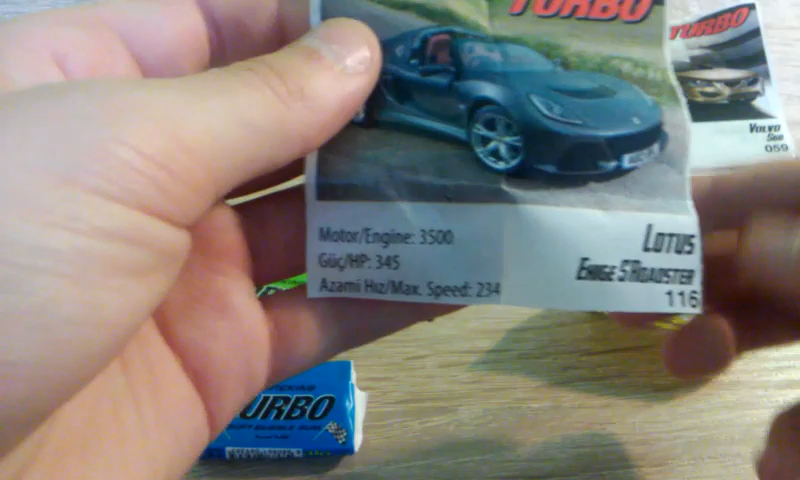 TURBO
Motor/Engine: 3500
Güç/HP: 345
Azami Hız/Max. Speed: 234
LOTUS
EXIGE S ROADSTER
116
TURBO
VOLVO
S60
059
TURBO